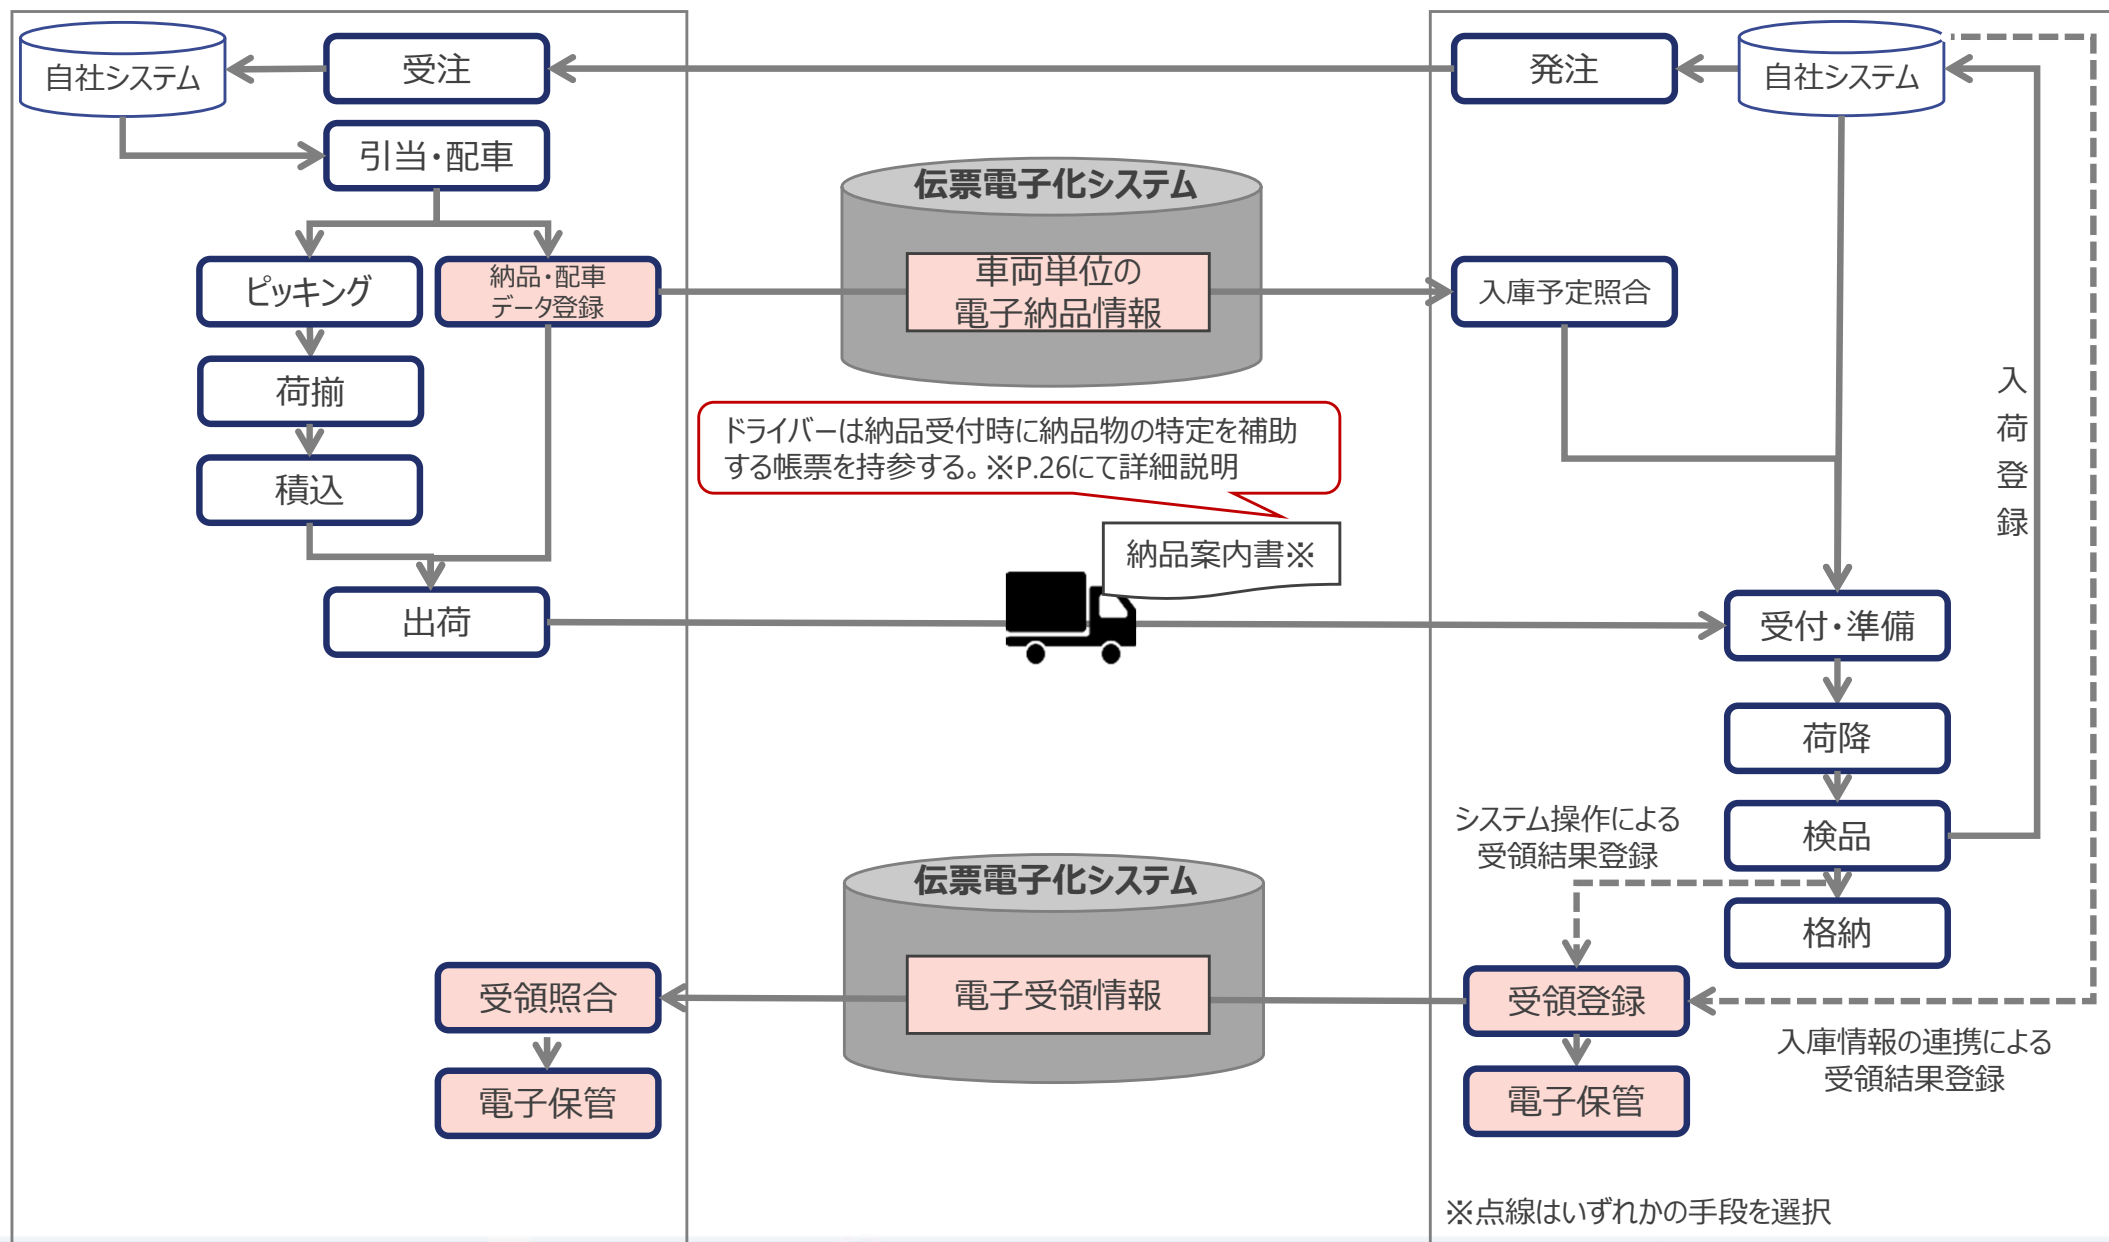 自社システム
受注
発注
自社システム
引当・配車
伝票電子化システム
ピッキング
納品・配車
データ登録
車両単位の
電子納品情報
入庫予定照合
荷揃
入荷登録
ドライバーは納品受付時に納品物の特定を補助
する帳票を持参する。※P.26にて詳細説明
積込
納品案内書※
出荷
受付・準備
荷降
システム操作による
受領結果登録
検品
伝票電子化システム
格納
受領照合
電子受領情報
受領登録
入庫情報の連携による
受領結果登録
電子保管
電子保管
※点線はいずれかの手段を選択